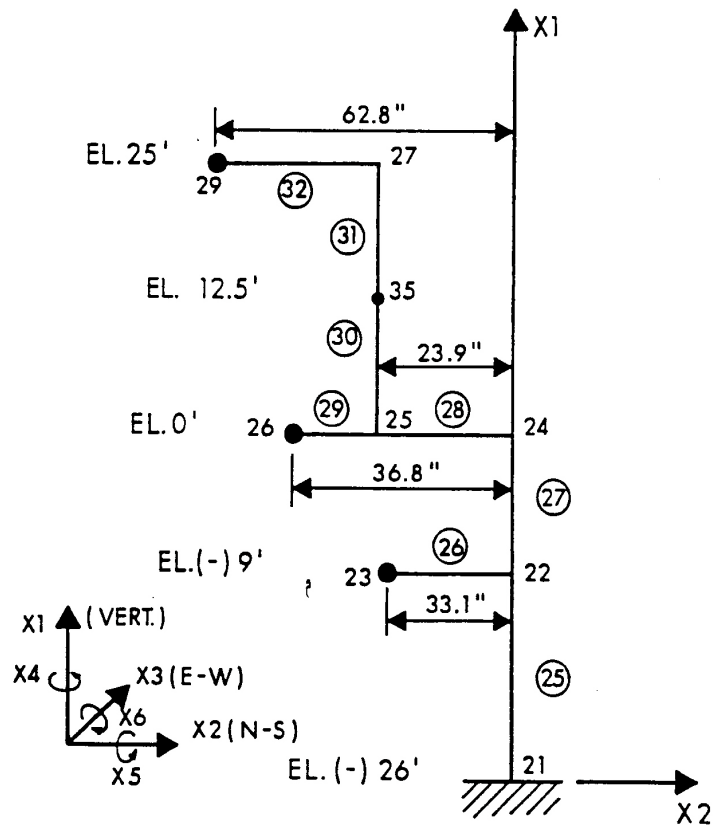 X1
62.8"
EL.25'
27
29
32
31
EL. 12.5'
35
30
23.9"
EL.0'
26
29
25
28
24
36.8"
27
EL.(-) 9'
23
26
22
33.1"
X1 (VERT.)
X4
X3 (E-W)
X6
X2 (N-S)
X5
25
EL. (-) 26'
21
X2